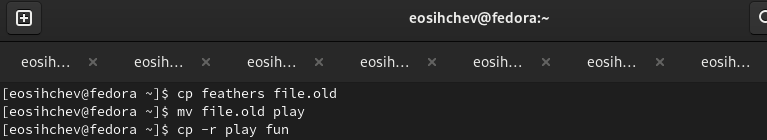 eosihchev@fedora:~
eosih... × eosih... × eosih... × eosih... × eosih... × eosih... × eosih...
[eosihchev@fedora ~]$ cp feathers file.old
[eosihchev@fedora ~]$ mv file.old play
[eosihchev@fedora ~]$ cp -r play fun